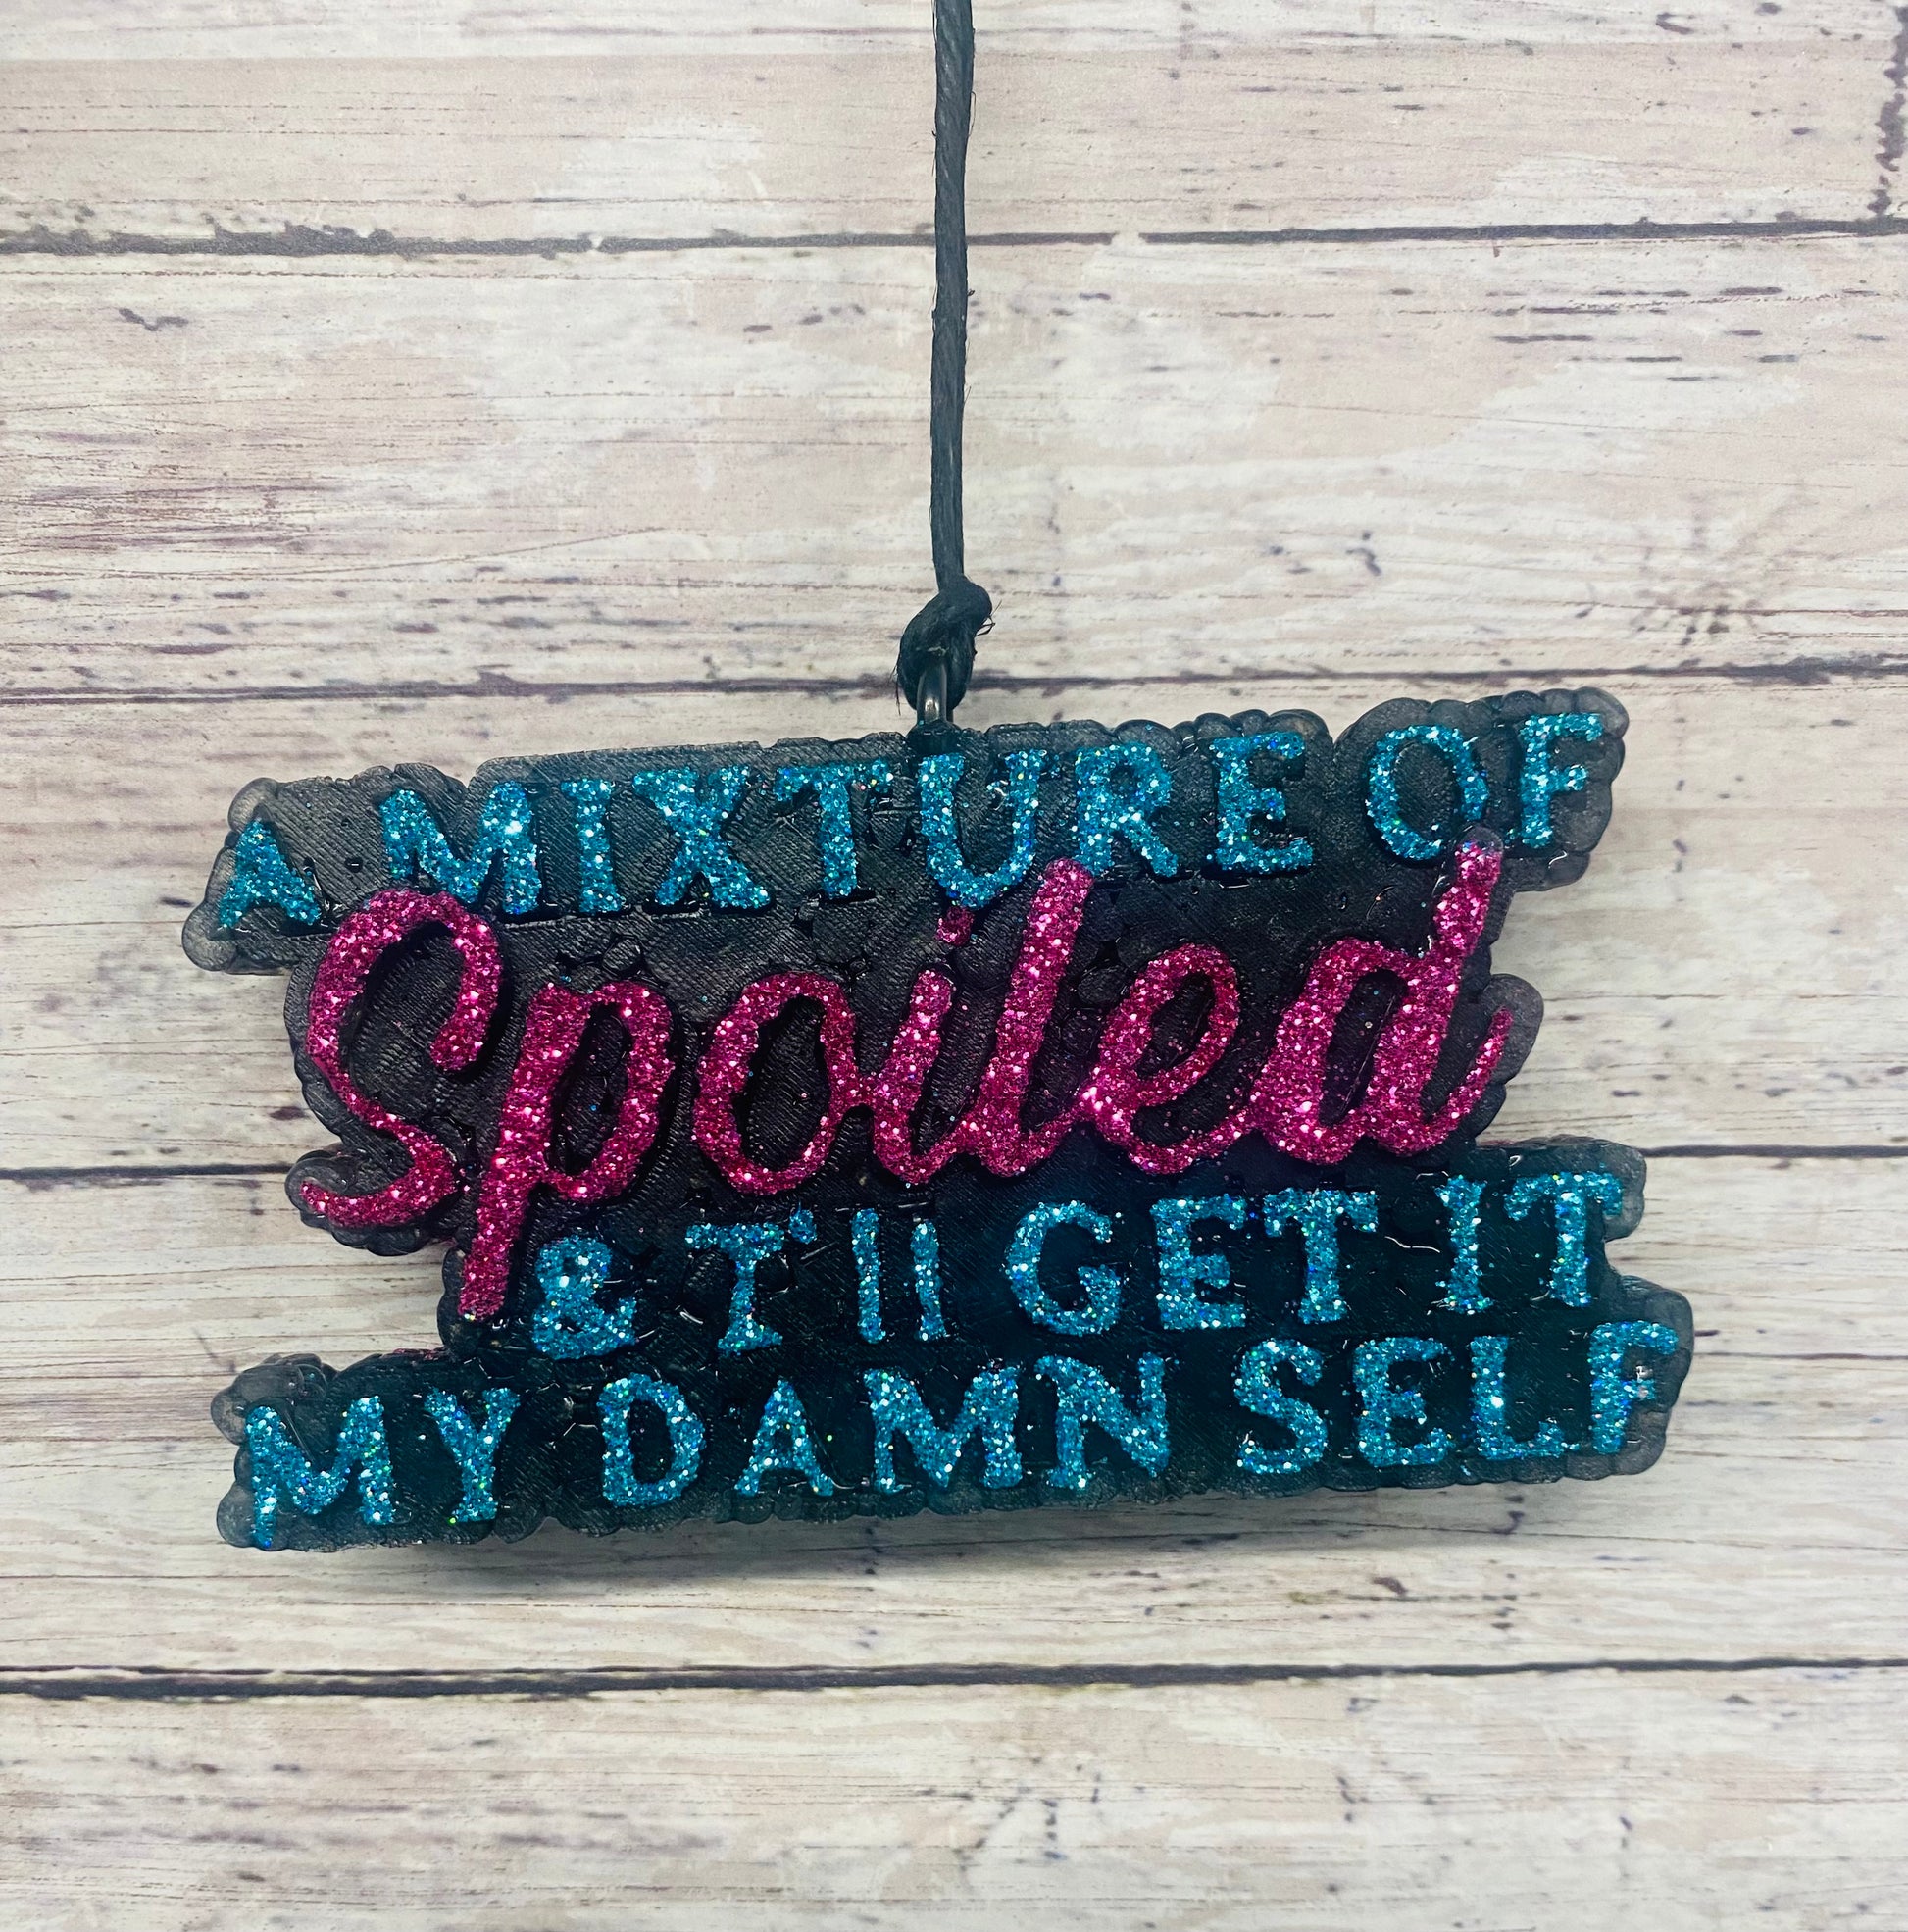 A MIXTURE OF
Spoiled
& I'll GET IT
MY DAMN SELF